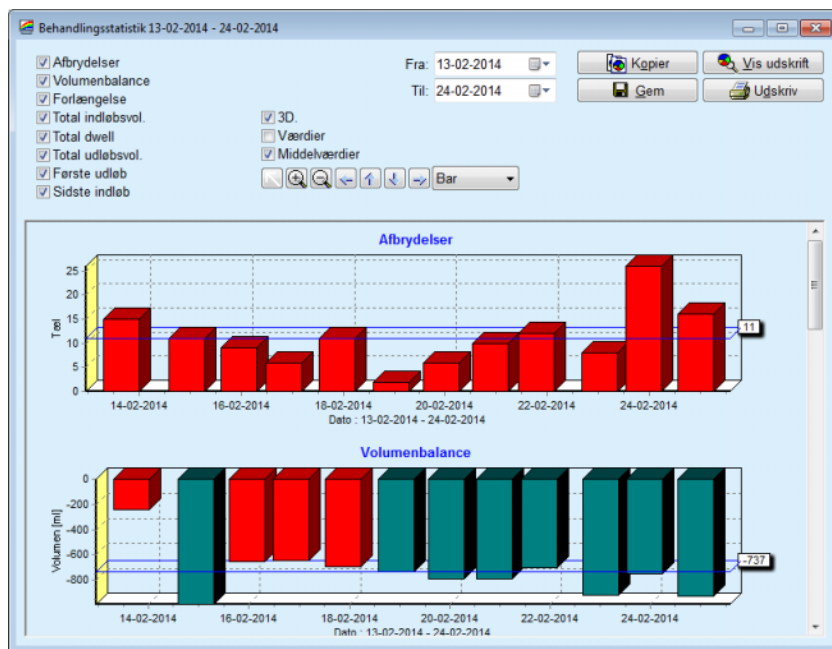 Behandlingsstatistik 13-02-2014 - 24-02-2014
Afbrydelser
Volumenbalance
Forlængelse
Total indløbsvol.
Total dwell
Total udløbsvol.
Første udløb
Sidste indløb
3D.
Værdier
Middelværdier
Bar
Fra: 13-02-2014
Til: 24-02-2014
Kopier
Vis udskrift
Gem
Udskriv
Afbrydelser
Tæl
25
20
15
10
5
0
11
14-02-2014 16-02-2014 18-02-2014 20-02-2014 22-02-2014 24-02-2014
Dato : 13-02-2014 - 24-02-2014
Volumenbalance
Volumen [ml]
0
-200
-400
-600
-800
-737
14-02-2014 16-02-2014 18-02-2014 20-02-2014 22-02-2014 24-02-2014
Dato : 13-02-2014 - 24-02-2014